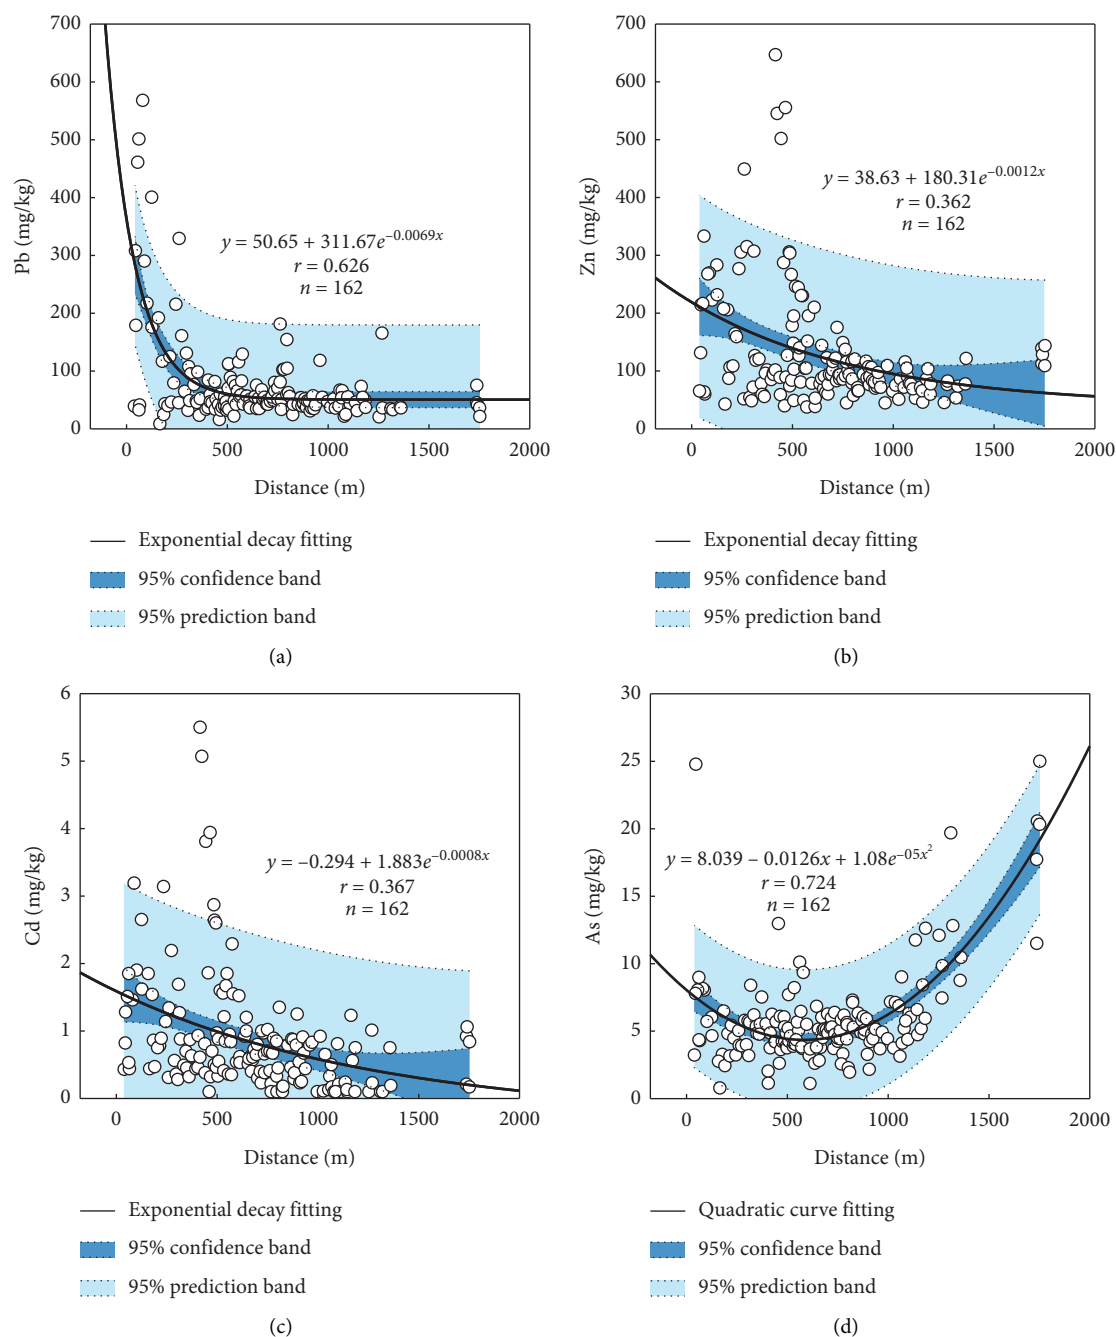 700
600
500
400
300
200
100
0
Pb (mg/kg)
y = 50.65 + 311.67e^–0.0069x
r = 0.626
n = 162
0 500 1000 1500 2000
Distance (m)
Exponential decay fitting
95% confidence band
95% prediction band
(a)
700
600
500
400
300
200
100
0
Zn (mg/kg)
y = 38.63 + 180.31e^–0.0012x
r = 0.362
n = 162
0 500 1000 1500 2000
Distance (m)
Exponential decay fitting
95% confidence band
95% prediction band
(b)
6
5
4
3
2
1
0
Cd (mg/kg)
y = –0.294 + 1.883e^–0.0008x
r = 0.367
n = 162
0 500 1000 1500 2000
Distance (m)
Exponential decay fitting
95% confidence band
95% prediction band
(c)
30
25
20
15
10
5
0
As (mg/kg)
y = 8.039 – 0.0126x + 1.08e^–05x²
r = 0.724
n = 162
0 500 1000 1500 2000
Distance (m)
Quadratic curve fitting
95% confidence band
95% prediction band
(d)